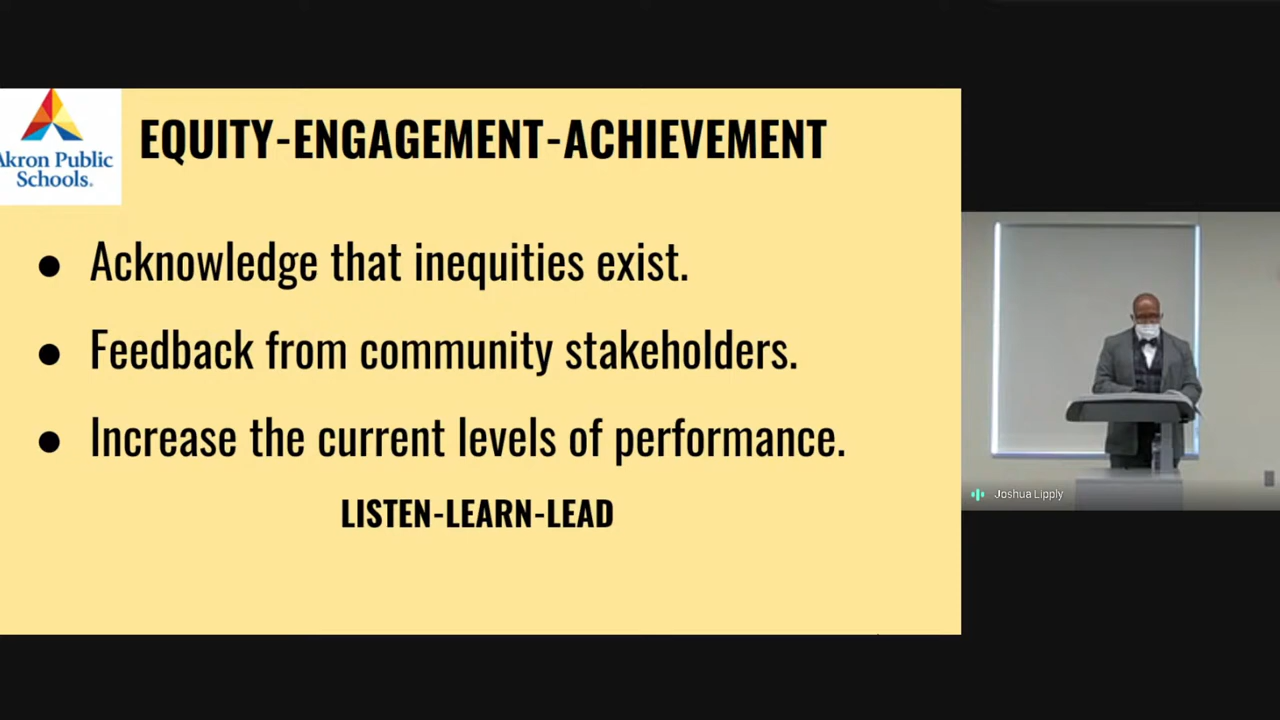 EQUITY-ENGAGEMENT-ACHIEVEMENT
Akron Public
Schools.
● Acknowledge that inequities exist.
● Feedback from community stakeholders.
● Increase the current levels of performance.
LISTEN-LEARN-LEAD
Joshua Lipply